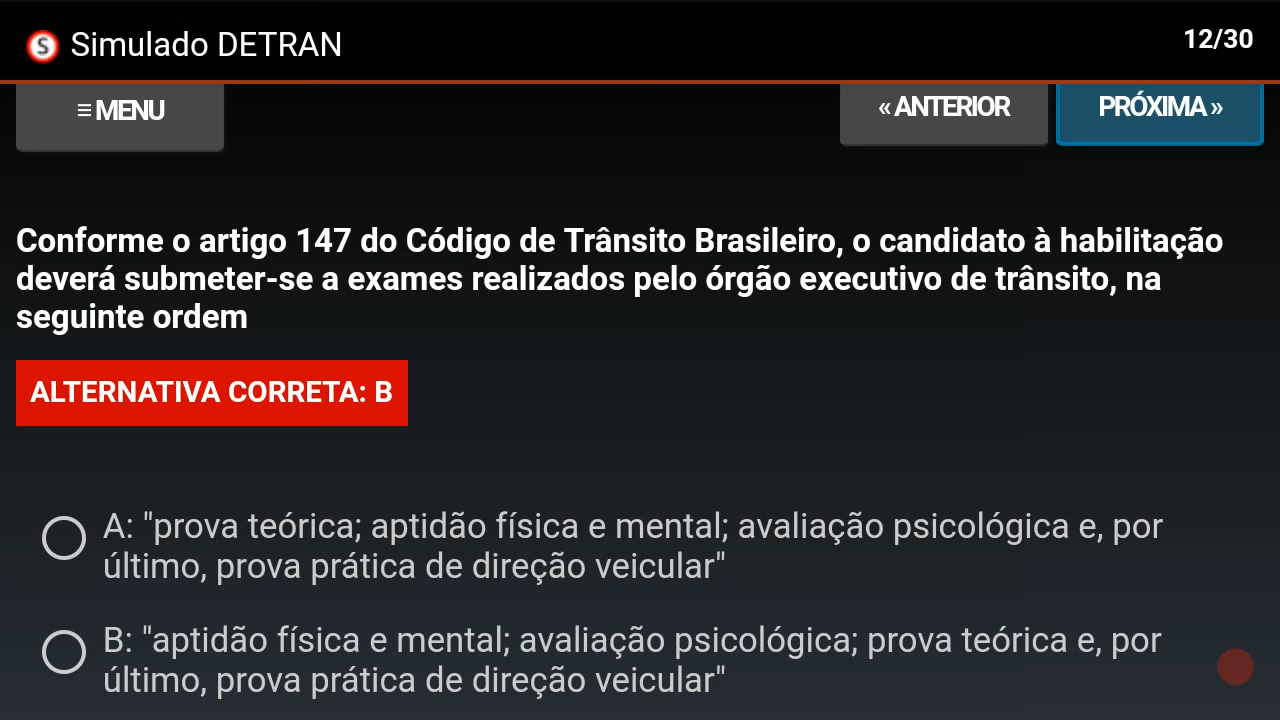 S Simulado DETRAN
12/30
≡ MENU
« ANTERIOR
PRÓXIMA »
Conforme o artigo 147 do Código de Trânsito Brasileiro, o candidato à habilitação
deverá submeter-se a exames realizados pelo órgão executivo de trânsito, na
seguinte ordem
ALTERNATIVA CORRETA: B
A: "prova teórica; aptidão física e mental; avaliação psicológica e, por
último, prova prática de direção veicular"
B: "aptidão física e mental; avaliação psicológica; prova teórica e, por
último, prova prática de direção veicular"